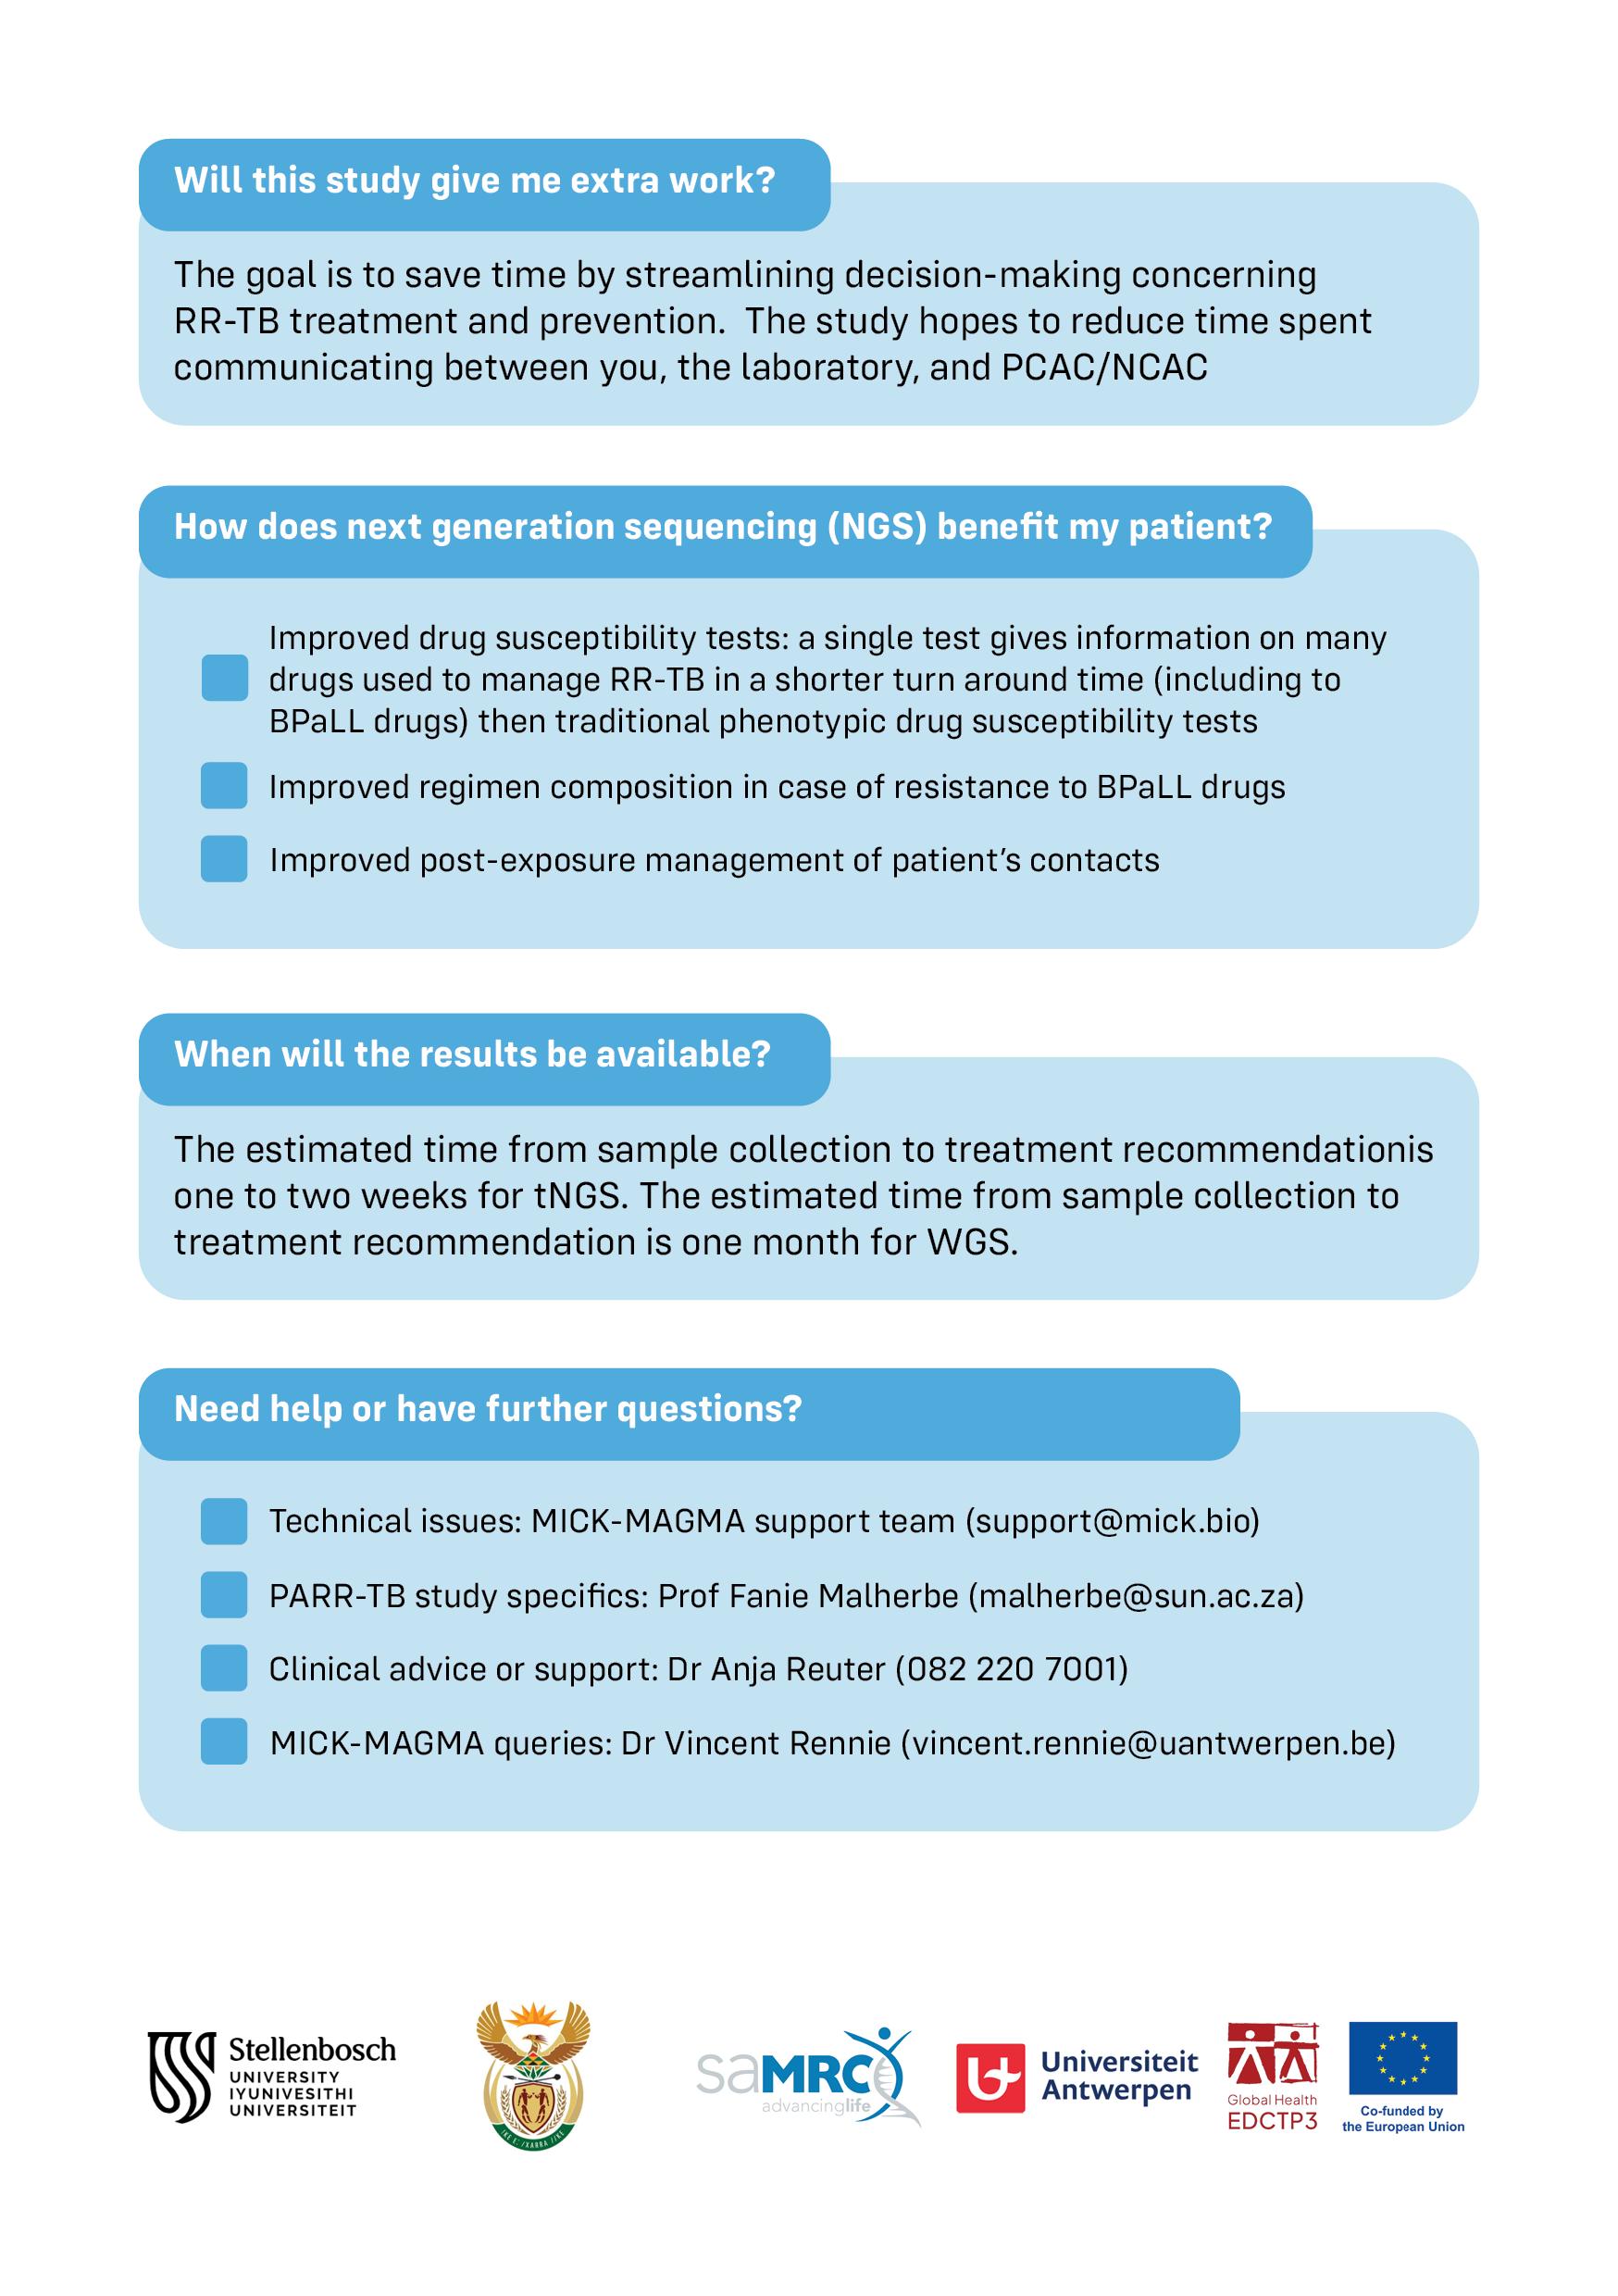 Will this study give me extra work?
The goal is to save time by streamlining decision-making concerning
RR-TB treatment and prevention.  The study hopes to reduce time spent
communicating between you, the laboratory, and PCAC/NCAC
How does next generation sequencing (NGS) benefit my patient?
Improved drug susceptibility tests: a single test gives information on many
drugs used to manage RR-TB in a shorter turn around time (including to
BPaLL drugs) then traditional phenotypic drug susceptibility tests
Improved regimen composition in case of resistance to BPaLL drugs
Improved post-exposure management of patient’s contacts
When will the results be available?
The estimated time from sample collection to treatment recommendationis
one to two weeks for tNGS. The estimated time from sample collection to
treatment recommendation is one month for WGS.
Need help or have further questions?
Technical issues: MICK-MAGMA support team (support@mick.bio)
PARR-TB study specifics: Prof Fanie Malherbe (malherbe@sun.ac.za)
Clinical advice or support: Dr Anja Reuter (082 220 7001)
MICK-MAGMA queries: Dr Vincent Rennie (vincent.rennie@uantwerpen.be)
Stellenbosch
UNIVERSITY
IYUNIVESITHI
UNIVERSITEIT
saMRC
advancinglife
Universiteit
Antwerpen
Global Health
EDCTP3
Co-funded by
the European Union